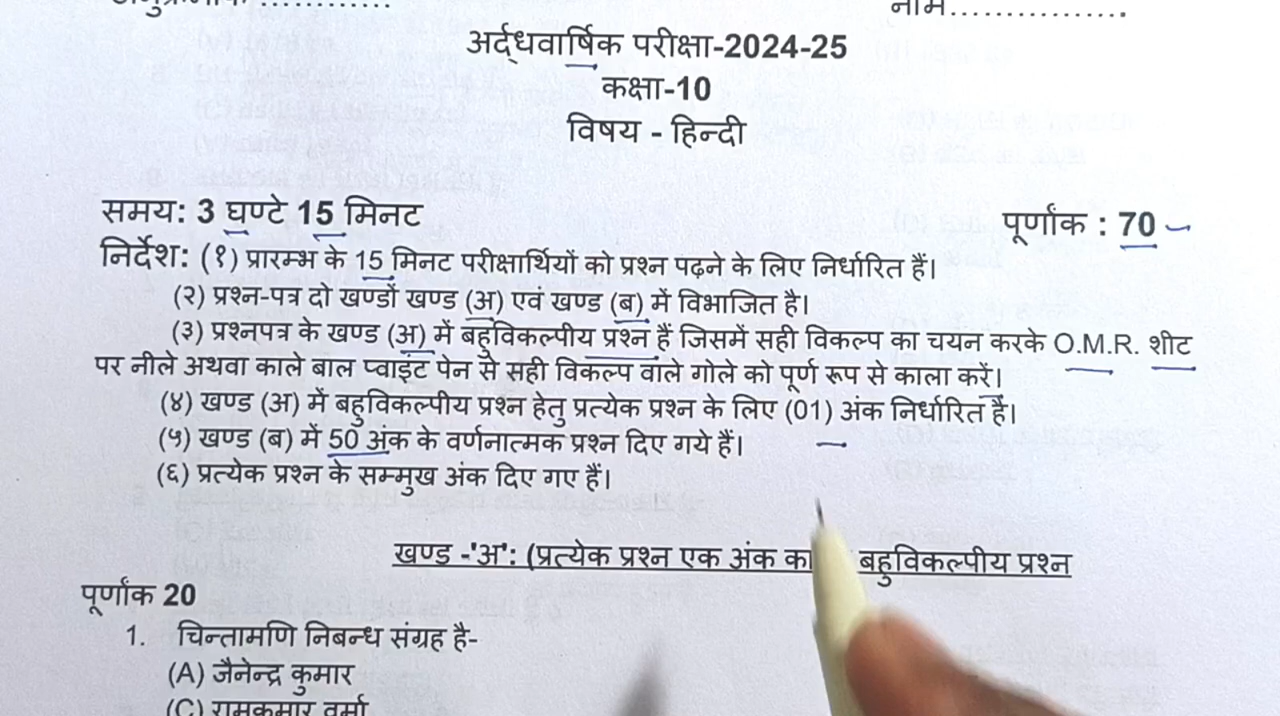 नाम................
अर्द्धवार्षिक परीक्षा-2024-25
कक्षा-10
विषय - हिन्दी
समय: 3 घण्टे 15 मिनट
पूर्णांक : 70
निर्देश: (१) प्रारम्भ के 15 मिनट परीक्षार्थियों को प्रश्न पढ़ने के लिए निर्धारित हैं।
(२) प्रश्न-पत्र दो खण्डों खण्ड (अ) एवं खण्ड (ब) में विभाजित है।
(३) प्रश्नपत्र के खण्ड (अ) में बहुविकल्पीय प्रश्न हैं जिसमें सही विकल्प का चयन करके O.M.R. शीट
पर नीले अथवा काले बाल प्वाइंट पेन से सही विकल्प वाले गोले को पूर्ण रूप से काला करें।
(४) खण्ड (अ) में बहुविकल्पीय प्रश्न हेतु प्रत्येक प्रश्न के लिए (01) अंक निर्धारित हैं।
(५) खण्ड (ब) में 50 अंक के वर्णनात्मक प्रश्न दिए गये हैं।
(६) प्रत्येक प्रश्न के सम्मुख अंक दिए गए हैं।
खण्ड -'अ': (प्रत्येक प्रश्न एक अंक का बहुविकल्पीय प्रश्न
पूर्णांक 20
1. चिन्तामणि निबन्ध संग्रह है-
(A) जैनेन्द्र कुमार
(C) रामकुमार वर्मा